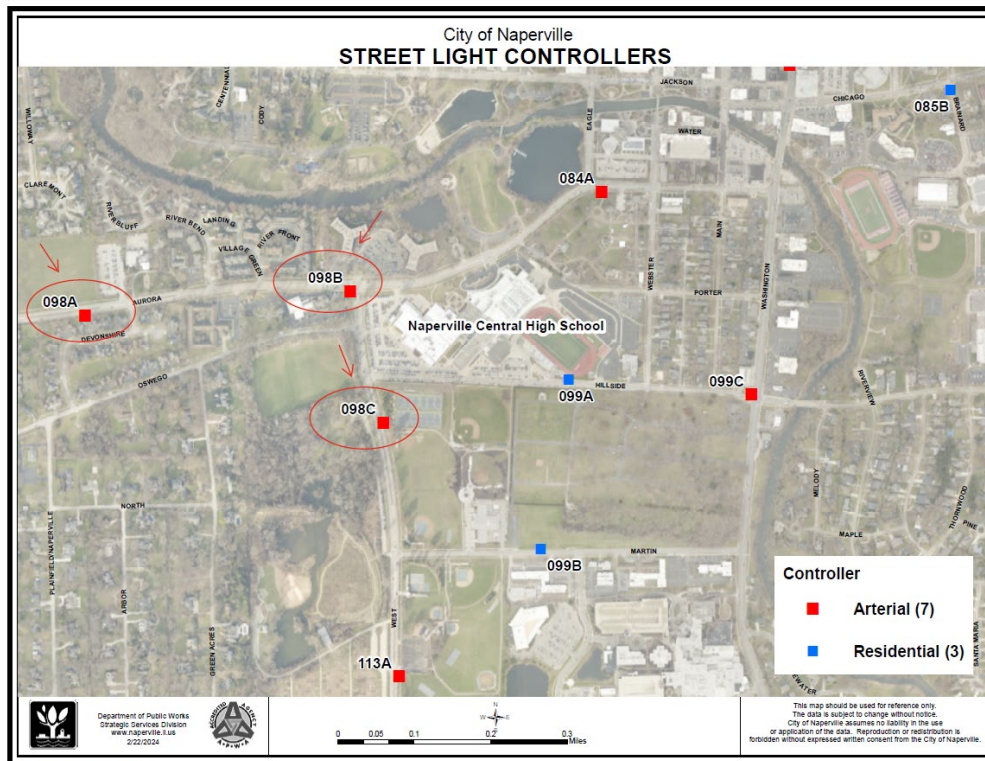 City of Naperville
STREET LIGHT CONTROLLERS
JACKSON
CHICAGO
085B
BRAINARD
CENTENNIAL
CODY
WILLOWAY
EAGLE
WATER
084A
CLAREMONT
RIVER BLUFF
RIVER BEND
LANDING
RIVER FRONT
VILLAGE GREEN
MAIN
WEBSTER
WASHINGTON
098B
098A
AURORA
PORTER
DEVONSHIRE
Naperville Central High School
OSWEGO
RIVERVIEW
HILLSIDE
099A
099C
098C
MELODY
THORNWOOD
PINE
MAPLE
NORTH
PLAINFIELD/NAPERVILLE
MARTIN
099B
ARBOR
GREEN ACRES
WEST
113A
SANTA MARIA
Controller
Arterial (7)
Residential (3)
Department of Public Works
Strategic Services Division
www.naperville.il.us
2/22/2024
ACCREDITED AGENCY
A P W A
N
W E
S
0 0.05 0.1 0.2 0.3
Miles
This map should be used for reference only.
The data is subject to change without notice.
City of Naperville assumes no liability in the use
or application of the data. Reproduction or redistribution is
forbidden without expressed written consent from the City of Naperville.